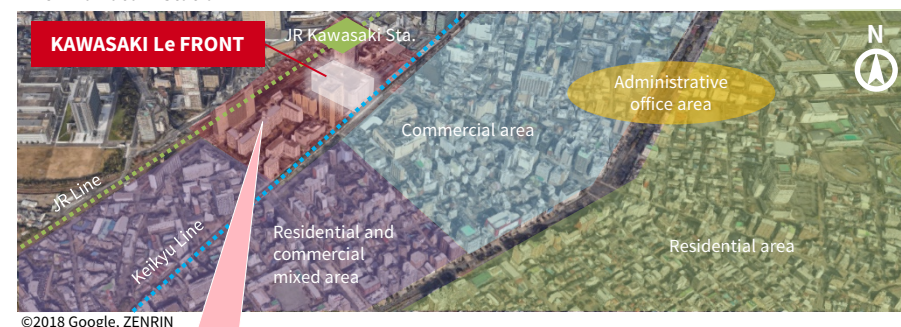 KAWASAKI Le FRONT
JR Kawasaki Sta.
N
Administrative
office area
Commercial area
JR-Line
Keikyu Line
Residential and
commercial
mixed area
Residential area
©2018 Google, ZENRIN